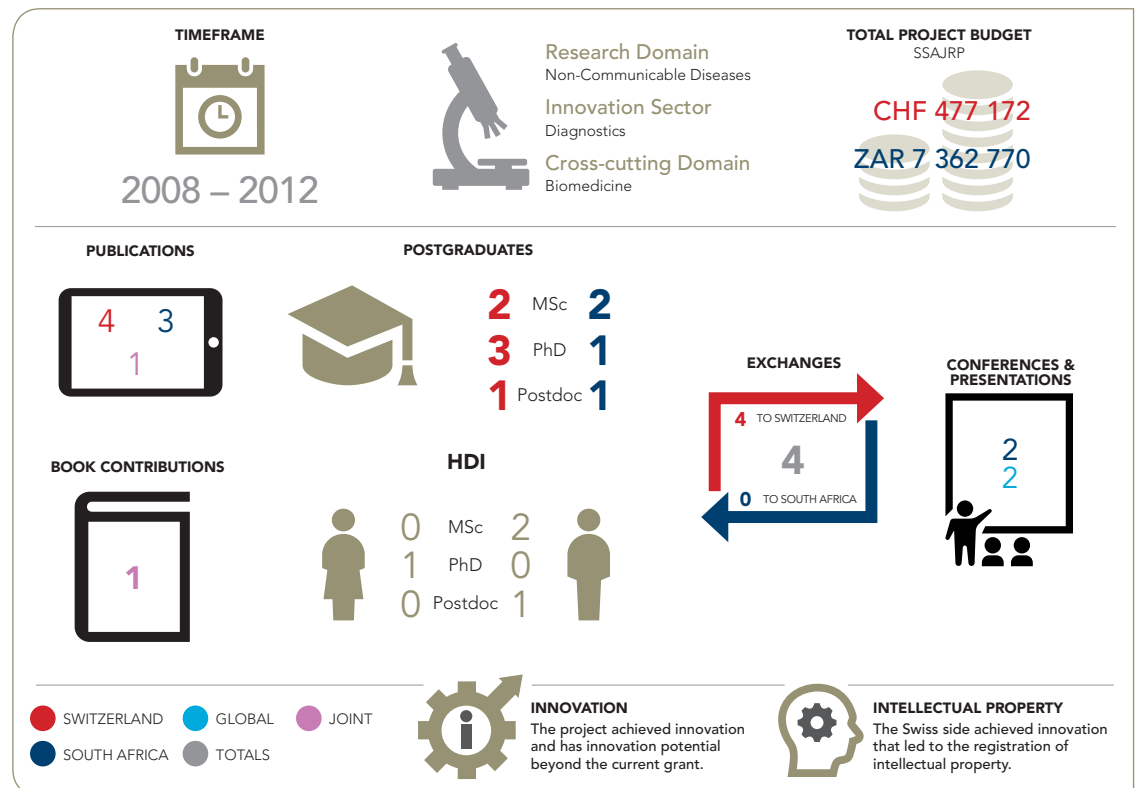 TIMEFRAME
2008 – 2012
Research Domain
Non-Communicable Diseases
Innovation Sector
Diagnostics
Cross-cutting Domain
Biomedicine
TOTAL PROJECT BUDGET
SSAJRP
CHF 477 172
ZAR 7 362 770
PUBLICATIONS
4 3
1
POSTGRADUATES
2 MSc 2
3 PhD 1
1 Postdoc 1
EXCHANGES
4 TO SWITZERLAND
4
0 TO SOUTH AFRICA
CONFERENCES &
PRESENTATIONS
2
2
BOOK CONTRIBUTIONS
1
HDI
0 MSc 2
1 PhD 0
0 Postdoc 1
SWITZERLAND
GLOBAL
JOINT
SOUTH AFRICA
TOTALS
i
INNOVATION
The project achieved innovation
and has innovation potential
beyond the current grant.
INTELLECTUAL PROPERTY
The Swiss side achieved innovation
that led to the registration of
intellectual property.